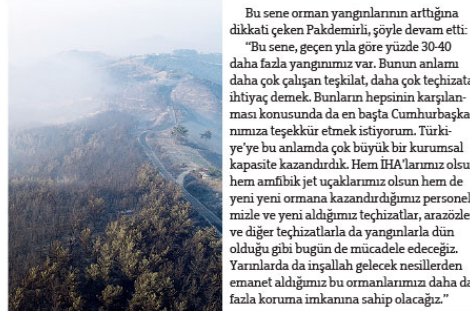 Bu sene orman yangınlarının arttığına
dikkati çeken Pakdemirli, şöyle devam etti:
"Bu sene, geçen yıla göre yüzde 30-40
daha fazla yangınımız var. Bunun anlamı
daha çok çalışan teşkilat, daha çok teçhizata
ihtiyaç demek. Bunların hepsinin karşılan-
ması konusunda da en başta Cumhurbaşka
nımıza teşekkür etmek istiyorum. Türki-
ye'ye bu anlamda çok büyük bir kurumsal
kapasite kazandırdık. Hem İHA'larımız olsu
hem amfibik jet uçaklarımız olsun hem de
yeni yeni ormana kazandırdığımız personel
mizle ve yeni aldığımız teçhizatlar, arazözle
ve diğer teçhizatlarla da yangınlarla dün
olduğu gibi bugün de mücadele edeceğiz.
Yarınlarda da inşallah gelecek nesillerden
emanet aldığımız bu ormanlarımızı daha da
fazla koruma imkanına sahip olacağız."